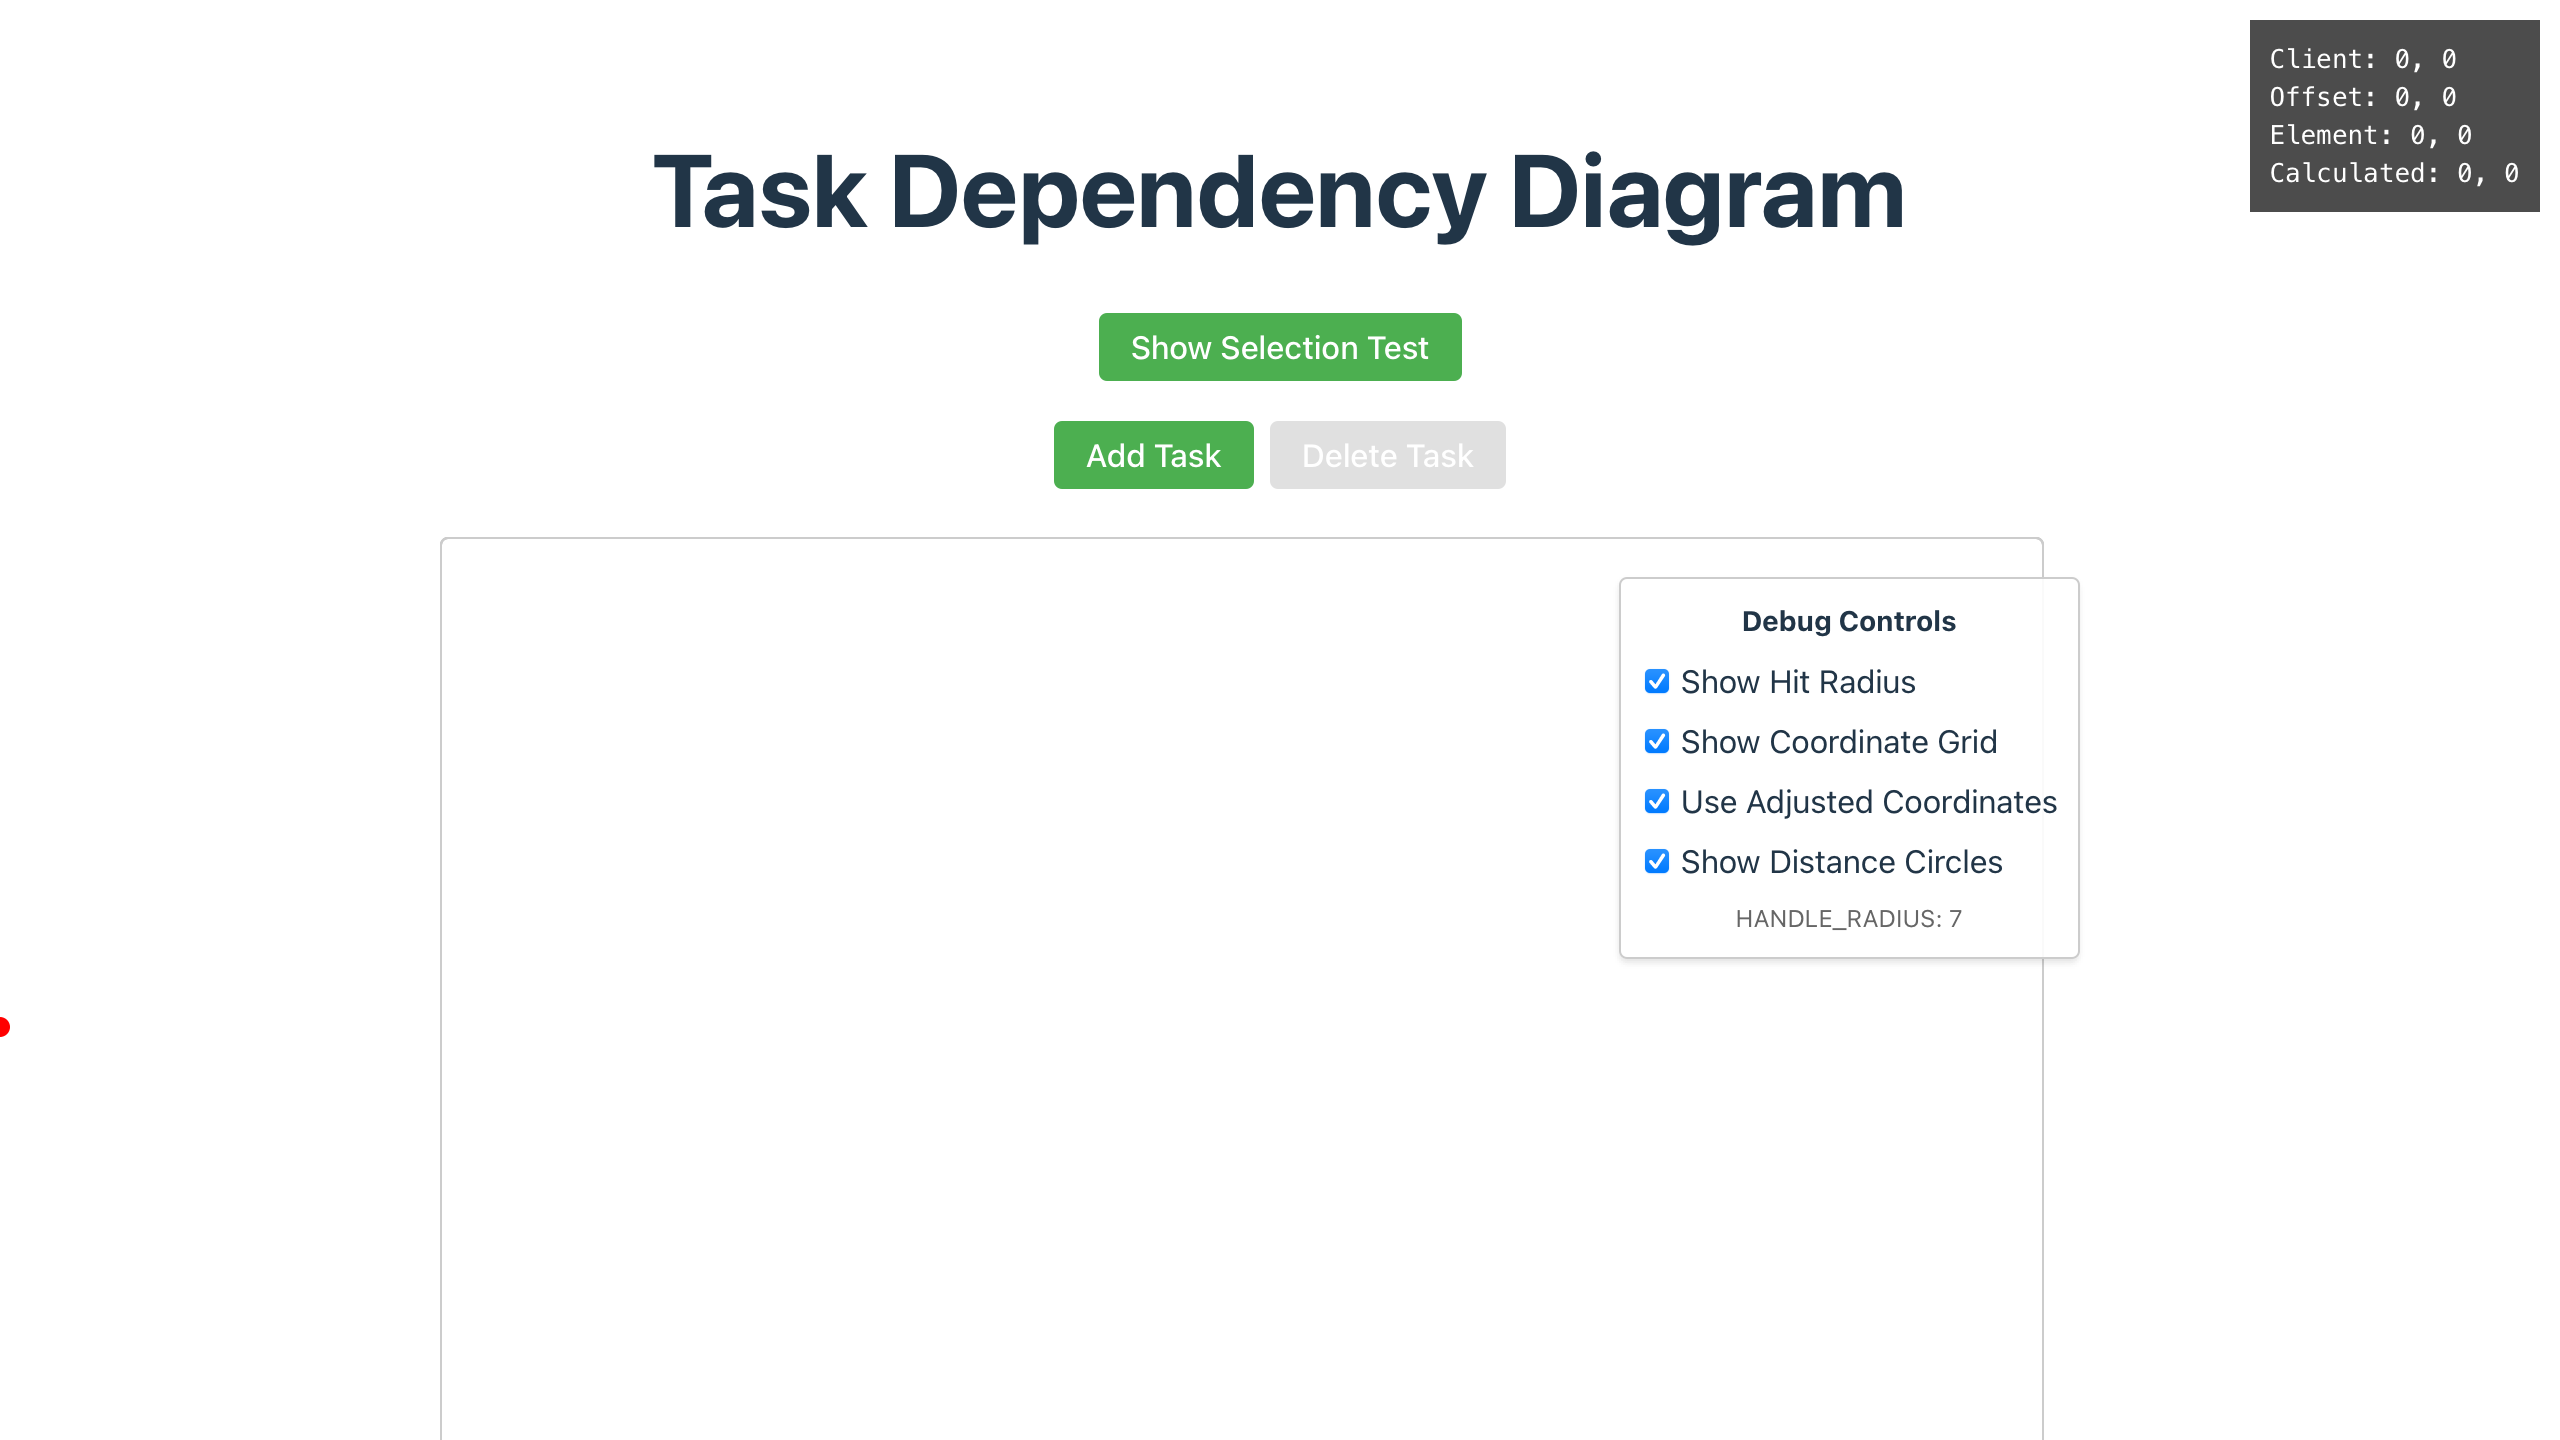 Client: 0, 0
Offset: 0, 0
Element: 0, 0
Calculated: 0, 0
Task Dependency Diagram
Show Selection Test
Add Task
Delete Task
Debug Controls
Show Hit Radius
Show Coordinate Grid
Use Adjusted Coordinates
Show Distance Circles
HANDLE_RADIUS: 7